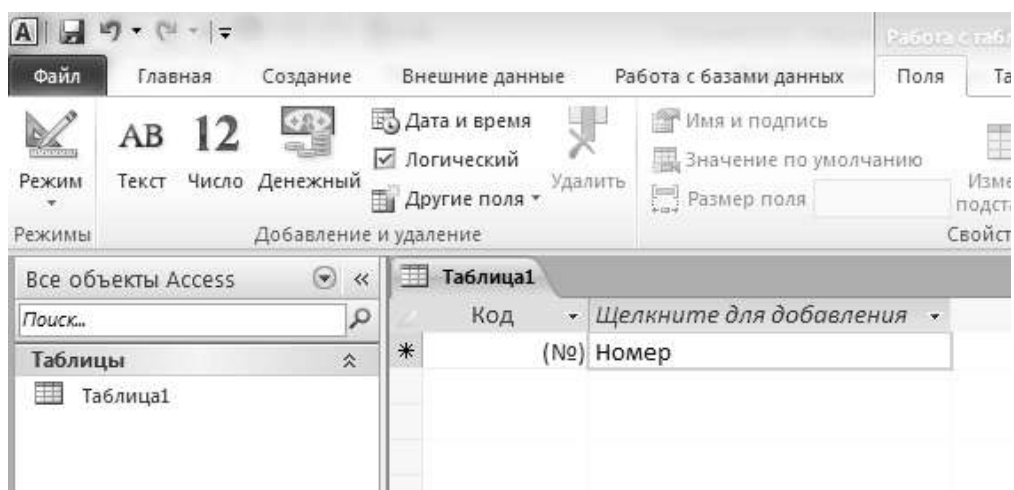 Работа с табл
Файл Главная Создание Внешние данные Работа с базами данных Поля Та
Режим
АВ Текст
12 Число
Денежный
Дата и время
Логический
Другие поля
Удалить
Имя и подпись
Значение по умолчанию
Размер поля
Изме
подста
Режимы Добавление и удаление Свойст
Все объекты Access «
Поиск...
Таблицы
Таблица1
Таблица1
Код Щелкните для добавления
* (№) Номер